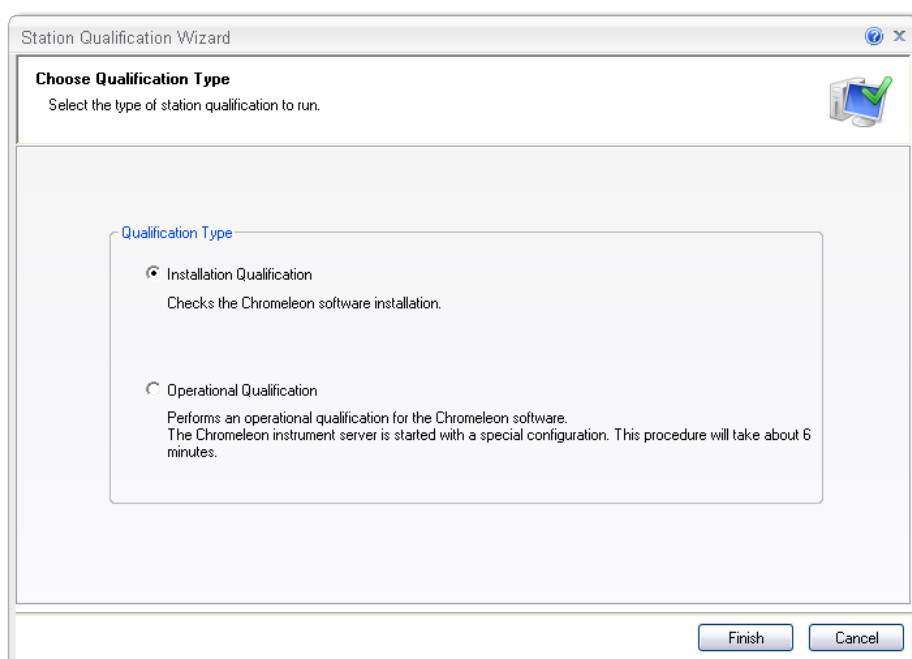 Station Qualification Wizard
Choose Qualification Type
Select the type of station qualification to run.
Qualification Type
Installation Qualification
Checks the Chromeleon software installation.
Operational Qualification
Performs an operational qualification for the Chromeleon software.
The Chromeleon instrument server is started with a special configuration. This procedure will take about 6
minutes.
Finish
Cancel